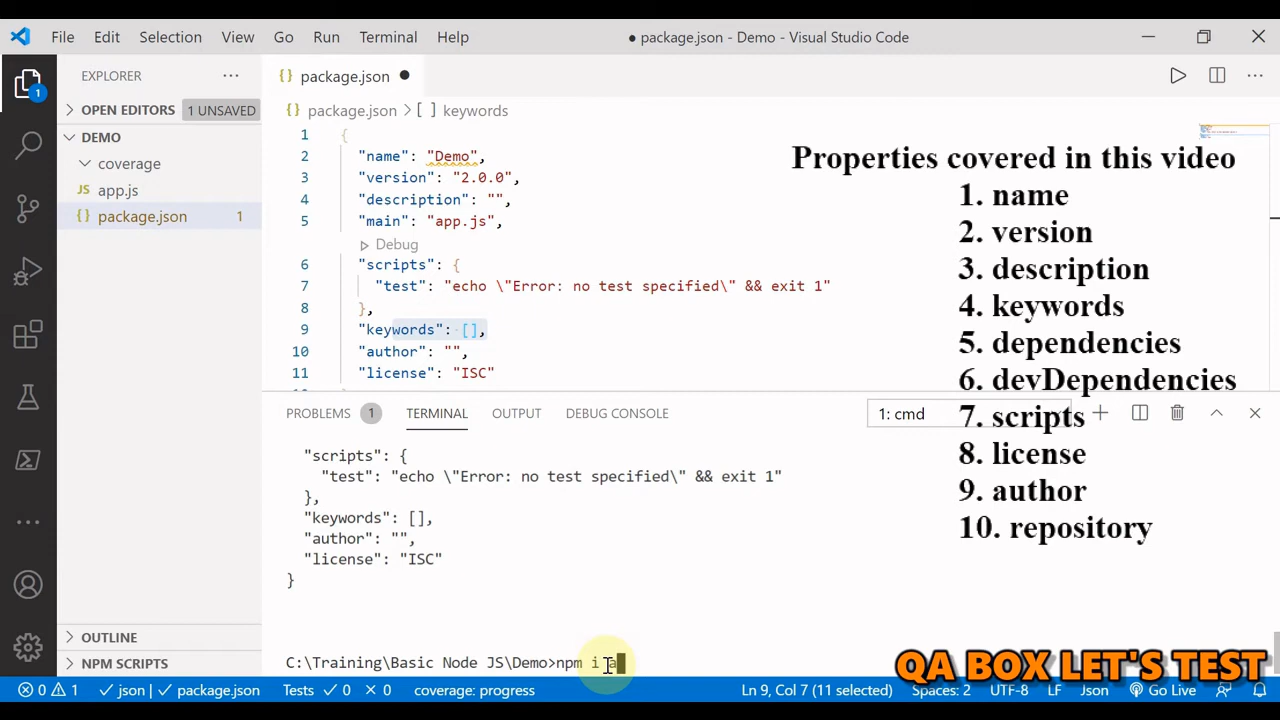 File Edit Selection View Go Run Terminal Help
● package.json - Demo - Visual Studio Code
EXPLORER
1
OPEN EDITORS 1 UNSAVED
DEMO
coverage
JS app.js
{} package.json 1
OUTLINE
NPM SCRIPTS
{} package.json ●
{} package.json > [ ] keywords
1 {
2 "name": "Demo",
3 "version": "2.0.0",
4 "description": "",
5 "main": "app.js",
Debug
6 "scripts": {
7 "test": "echo \"Error: no test specified\" && exit 1"
8 },
9 "keywords": [],
10 "author": "",
11 "license": "ISC"
Properties covered in this video
1. name
2. version
3. description
4. keywords
5. dependencies
6. devDependencies
7. scripts
8. license
9. author
10. repository
PROBLEMS 1 TERMINAL OUTPUT DEBUG CONSOLE
1: cmd
"scripts": {
"test": "echo \"Error: no test specified\" && exit 1"
},
"keywords": [],
"author": "",
"license": "ISC"
}
C:\Training\Basic Node JS\Demo>npm i a
QA BOX LET'S TEST
0 1 json | package.json Tests 0 0 coverage: progress
Ln 9, Col 7 (11 selected) Spaces: 2 UTF-8 LF Json Go Live